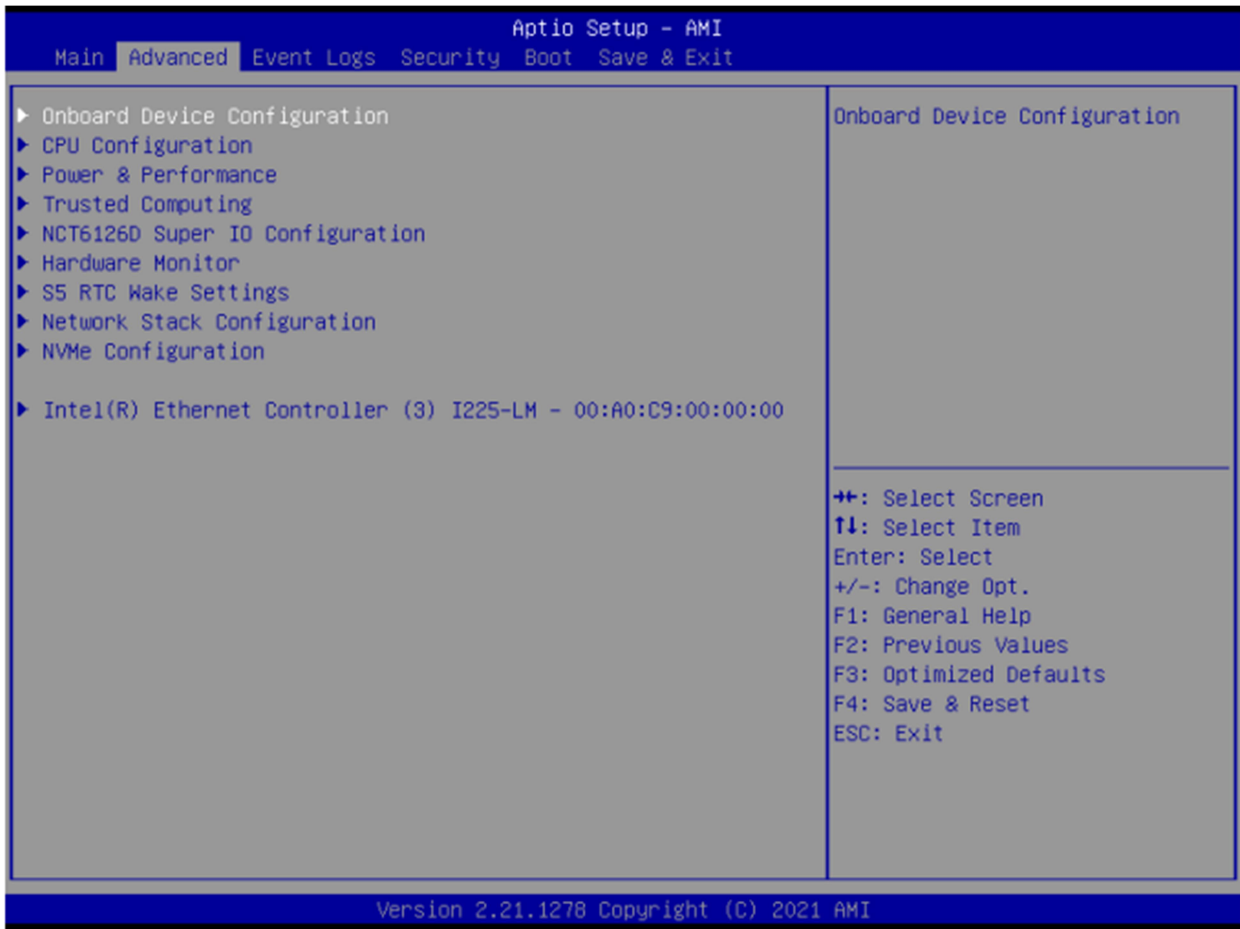 Aptio Setup - AMI
Main Advanced Event Logs Security Boot Save & Exit
Onboard Device Configuration
CPU Configuration
Power & Performance
Trusted Computing
NCT6126D Super IO Configuration
Hardware Monitor
S5 RTC Wake Settings
Network Stack Configuration
NVMe Configuration
Intel(R) Ethernet Controller (3) I225-LM - 00:A0:C9:00:00:00
Onboard Device Configuration
→←: Select Screen
↑↓: Select Item
Enter: Select
+/-: Change Opt.
F1: General Help
F2: Previous Values
F3: Optimized Defaults
F4: Save & Reset
ESC: Exit
Version 2.21.1278 Copyright (C) 2021 AMI